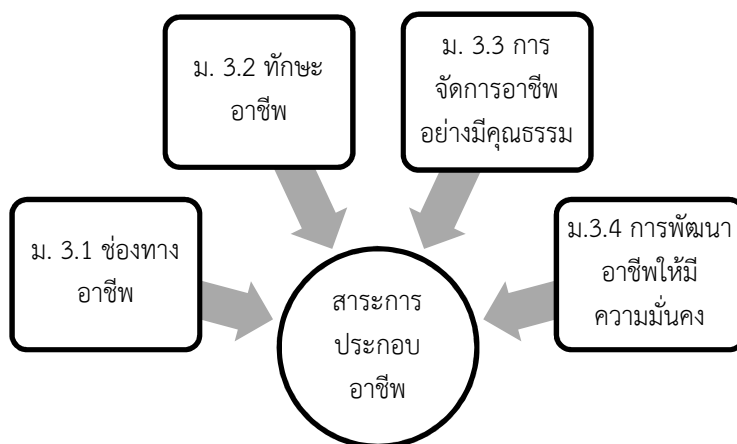 ม. 3.2 ทักษะ
อาชีพ
ม. 3.3 การ
จัดการอาชีพ
อย่างมีคุณธรรม
ม. 3.1 ช่องทาง
อาชีพ
ม.3.4 การพัฒนา
อาชีพให้มี
ความมั่นคง
สาระการ
ประกอบ
อาชีพ